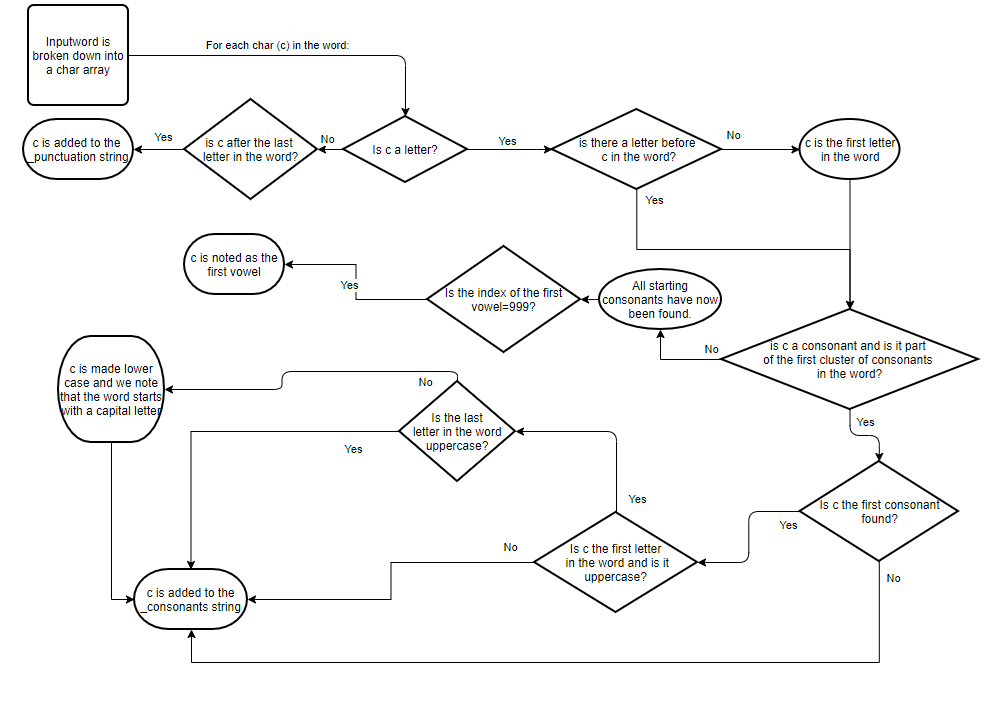 Inputword is
broken down into
a char array
For each char (c) in the word:
c is added to the
_punctuation string
Yes
is c after the last
letter in the word?
No
Is c a letter?
Yes
is there a letter before
c in the word?
No
c is the first letter
in the word
Yes
c is noted as the
first vowel
Yes
Is the index of the first
vowel=999?
All starting
consonants have now
been found.
No
is c a consonant and is it part
of the first cluster of consonants
in the word?
Yes
c is made lower
case and we note
that the word starts
with a capital letter
No
Is the last
letter in the word
uppercase?
Yes
Is c the first consonant
found?
Yes
No
Yes
Is c the first letter
in the word and is it
uppercase?
No
c is added to the
_consonants string